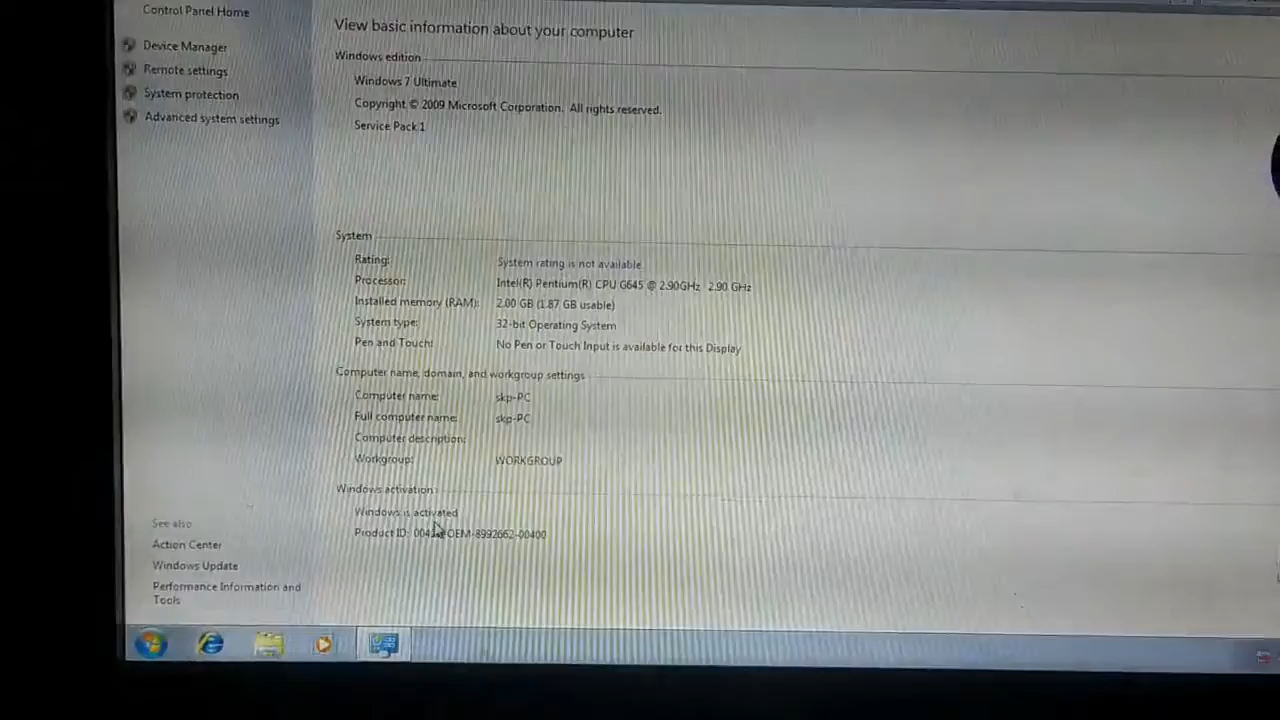 Control Panel Home
Device Manager
Remote settings
System protection
Advanced system settings
View basic information about your computer
Windows edition
Windows 7 Ultimate
Copyright © 2009 Microsoft Corporation. All rights reserved.
Service Pack 1
System
Rating: System rating is not available
Processor: Intel(R) Pentium(R) CPU G645 @ 2.90GHz 2.90 GHz
Installed memory (RAM): 2.00 GB (1.87 GB usable)
System type: 32-bit Operating System
Pen and Touch: No Pen or Touch Input is available for this Display
Computer name, domain, and workgroup settings
Computer name: skp-PC
Full computer name: skp-PC
Computer description:
Workgroup: WORKGROUP
Windows activation
Windows is activated
Product ID: OEM-8992662-00400
See also
Action Center
Windows Update
Performance Information and
Tools